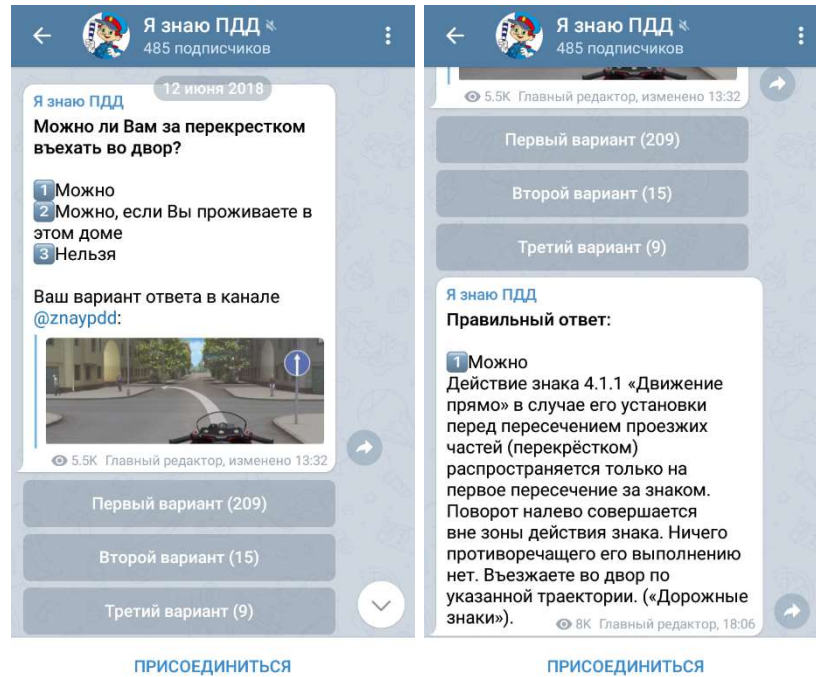 Я знаю ПДД
485 подписчиков
12 июня 2018
Я знаю ПДД
Можно ли Вам за перекрестком
въехать во двор?
1 Можно
2 Можно, если Вы проживаете в
этом доме
3 Нельзя
Ваш вариант ответа в канале
@znaypdd:
5.5K Главный редактор, изменено 13:32
Первый вариант (209)
Второй вариант (15)
Третий вариант (9)
ПРИСОЕДИНИТЬСЯ
Я знаю ПДД
485 подписчиков
5.5K Главный редактор, изменено 13:32
Первый вариант (209)
Второй вариант (15)
Третий вариант (9)
Я знаю ПДД
Правильный ответ:
1 Можно
Действие знака 4.1.1 «Движение
прямо» в случае его установки
перед пересечением проезжих
частей (перекрёстком)
распространяется только на
первое пересечение за знаком.
Поворот налево совершается
вне зоны действия знака. Ничего
противоречащего его выполнению
нет. Въезжаете во двор по
указанной траектории. («Дорожные
знаки»).
8K Главный редактор, 18:06
ПРИСОЕДИНИТЬСЯ